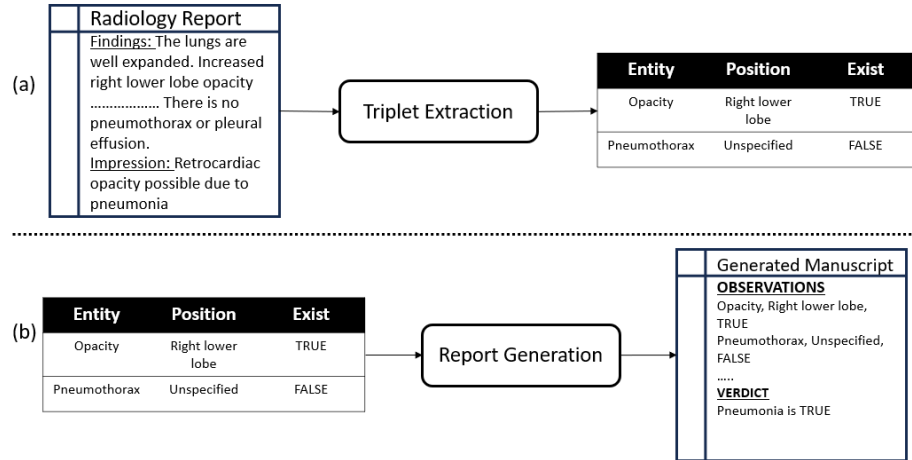 (a)
Radiology Report
Findings: The lungs are
well expanded. Increased
right lower lobe opacity
.................. There is no
pneumothorax or pleural
effusion.
Impression: Retrocardiac
opacity possible due to
pneumonia
Triplet Extraction
Entity Position Exist
Opacity Right lower TRUE
lobe
Pneumothorax Unspecified FALSE
(b)
Entity Position Exist
Opacity Right lower TRUE
lobe
Pneumothorax Unspecified FALSE
Report Generation
Generated Manuscript
OBSERVATIONS
Opacity, Right lower lobe,
TRUE
Pneumothorax, Unspecified,
FALSE
.....
VERDICT
Pneumonia is TRUE